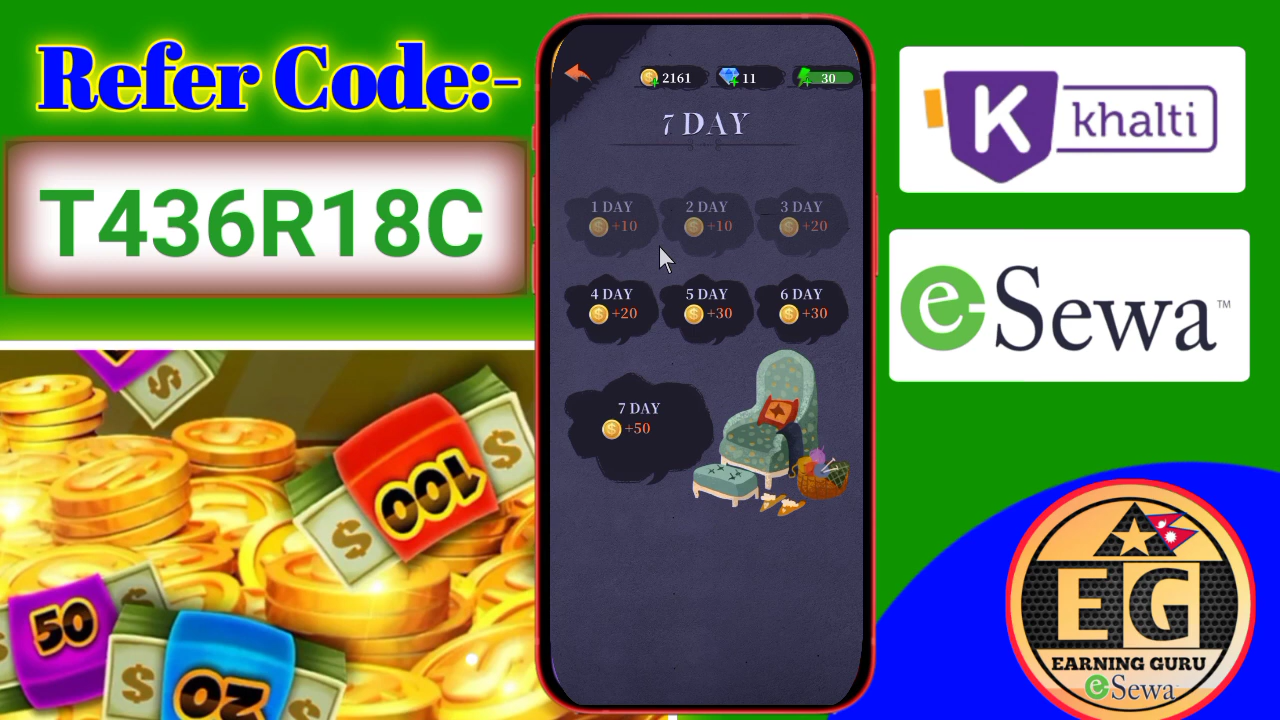 Refer Code:-
T436R18C
2161
11
30
7 DAY
1 DAY
+10
2 DAY
+10
3 DAY
+20
4 DAY
+20
5 DAY
+30
6 DAY
+30
7 DAY
+50
K khalti
e-Sewa™
100
50
20
EG
EARNING GURU
eSewa